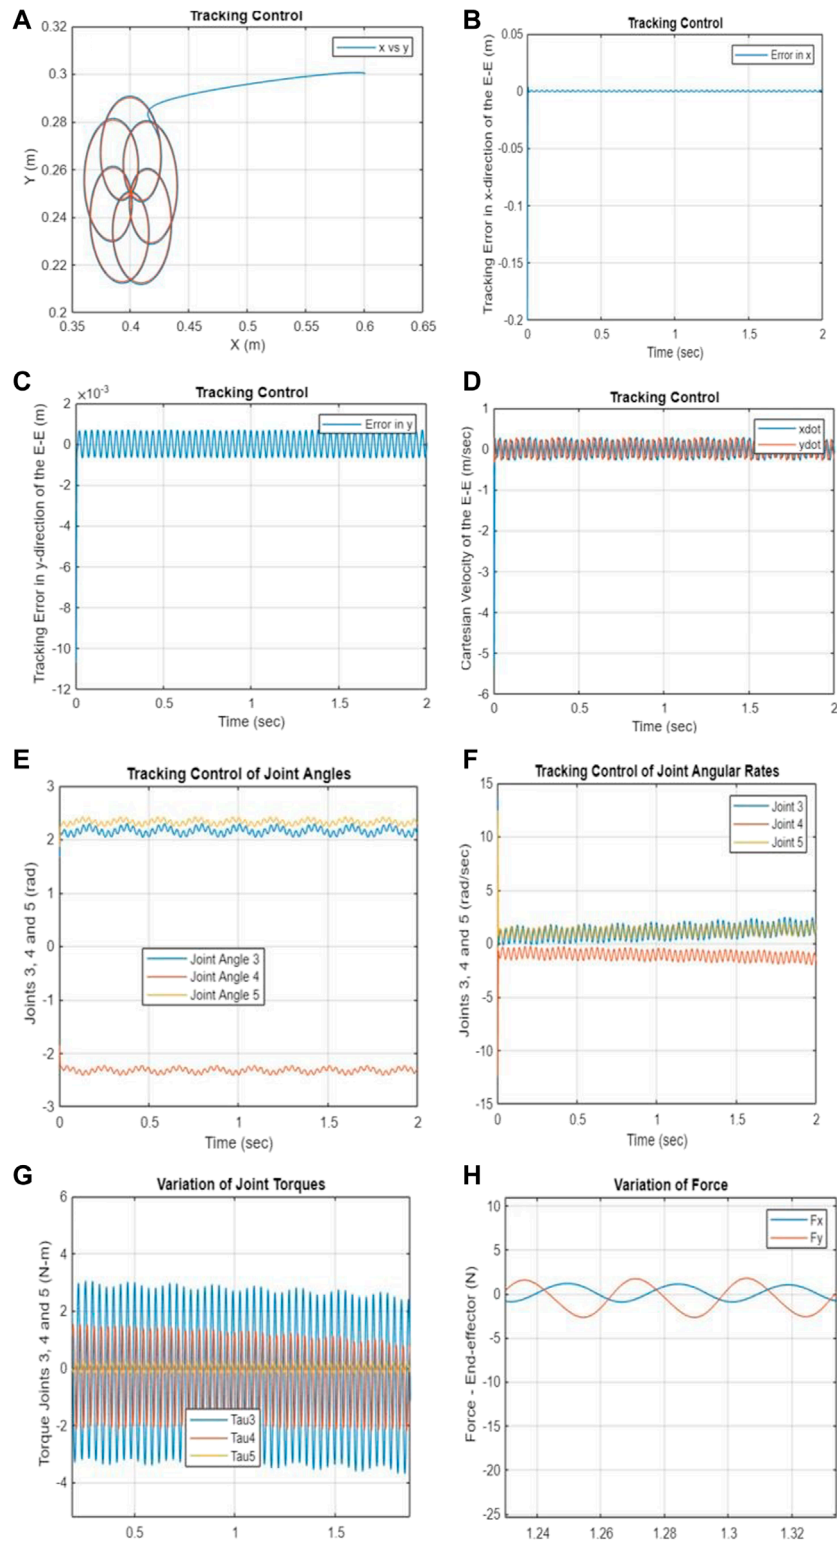 A
Tracking Control
x vs y
0.32
0.3
0.28
0.26
0.24
0.22
0.2
Y (m)
0.35
0.4
0.45
0.5
0.55
0.6
0.65
X (m)
B
Tracking Control
Error in x
0.05
0
-0.05
-0.1
-0.15
-0.2
Tracking Error in x-direction of the E-E (m)
0
0.5
1
1.5
2
Time (sec)
C
×10-3
Tracking Control
Error in y
2
0
-2
-4
-6
-8
-10
-12
Tracking Error in y-direction of the E-E (m)
0
0.5
1
1.5
2
Time (sec)
D
Tracking Control
xdot
ydot
1
0
-1
-2
-3
-4
-5
-6
Cartesian Velocity of the E-E (m/sec)
0
0.5
1
1.5
2
Time (sec)
E
Tracking Control of Joint Angles
3
2
1
0
-1
-2
-3
Joints 3, 4 and 5 (rad)
Joint Angle 3
Joint Angle 4
Joint Angle 5
0
0.5
1
1.5
2
Time (sec)
F
Tracking Control of Joint Angular Rates
Joint 3
Joint 4
Joint 5
15
10
5
0
-5
-10
-15
Joints 3, 4 and 5 (rad/sec)
0
0.5
1
1.5
2
Time (sec)
G
Variation of Joint Torques
6
4
2
0
-2
-4
Torque Joints 3, 4 and 5 (N-m)
Tau3
Tau4
Tau5
0.5
1
1.5
H
Variation of Force
Fx
Fy
10
5
0
-5
-10
-15
-20
-25
Force - End-effector (N)
1.24
1.26
1.28
1.3
1.32